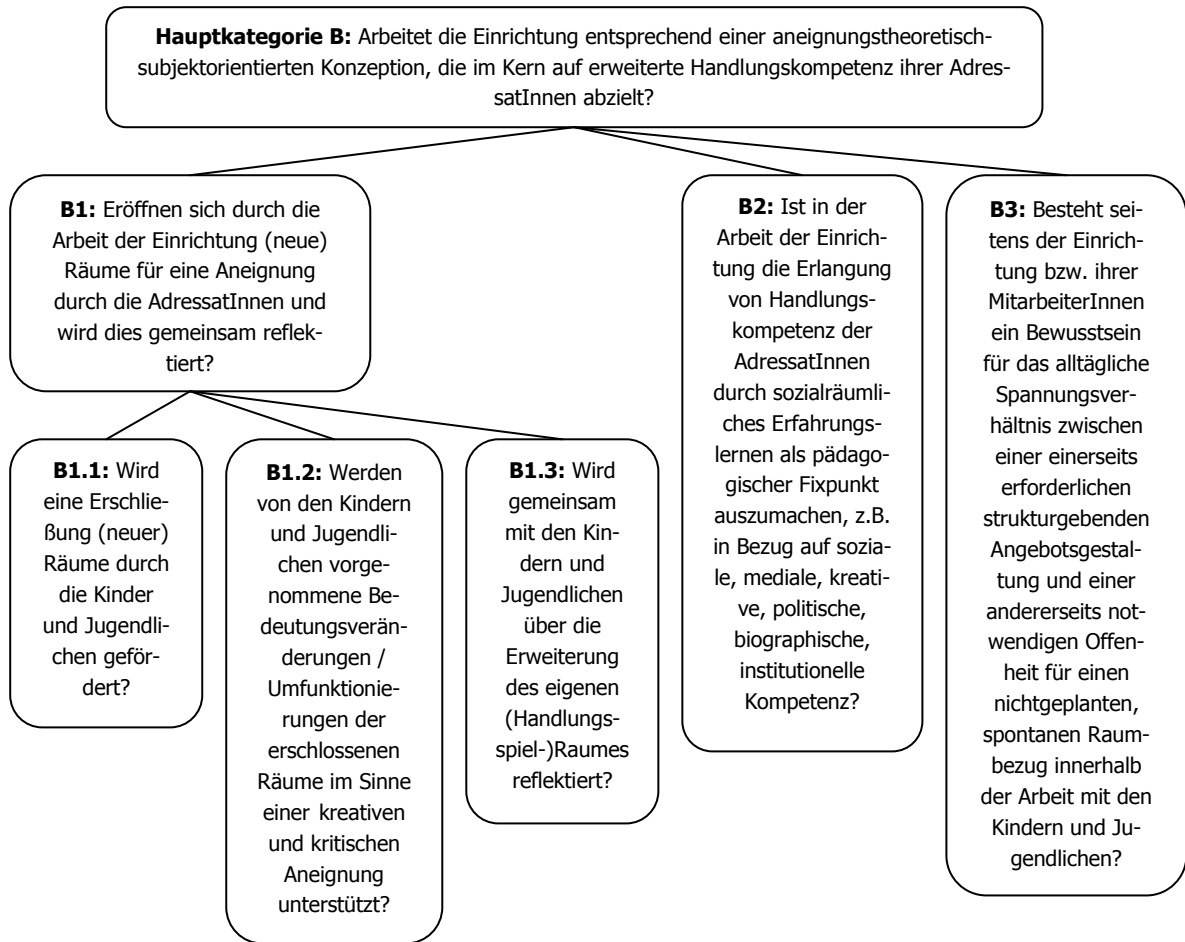 Hauptkategorie B: Arbeitet die Einrichtung entsprechend einer aneignungstheoretisch-
subjektorientierten Konzeption, die im Kern auf erweiterte Handlungskompetenz ihrer Adres-
satInnen abzielt?
B1: Eröffnen sich durch die
Arbeit der Einrichtung (neue)
Räume für eine Aneignung
durch die AdressatInnen und
wird dies gemeinsam reflek-
tiert?
B2: Ist in der
Arbeit der Einrich-
tung die Erlangung
von Handlungs-
kompetenz der
AdressatInnen
durch sozialräumli-
ches Erfahrungs-
lernen als pädago-
gischer Fixpunkt
auszumachen, z.B.
in Bezug auf sozia-
le, mediale, kreati-
ve, politische,
biographische,
institutionelle
Kompetenz?
B3: Besteht sei-
tens der Einrich-
tung bzw. ihrer
MitarbeiterInnen
ein Bewusstsein
für das alltägliche
Spannungsver-
hältnis zwischen
einer einerseits
erforderlichen
strukturgebenden
Angebotsgestal-
tung und einer
andererseits not-
wendigen Offen-
heit für einen
nichtgeplanten,
spontanen Raum-
bezug innerhalb
der Arbeit mit den
Kindern und Ju-
gendlichen?
B1.1: Wird
eine Erschlie-
ßung (neuer)
Räume durch
die Kinder
und Jugendli-
chen geför-
dert?
B1.2: Werden
von den Kindern
und Jugendli-
chen vorge-
nommene Be-
deutungsverän-
derungen /
Umfunktionie-
rungen der
erschlossenen
Räume im Sinne
einer kreativen
und kritischen
Aneignung
unterstützt?
B1.3: Wird
gemeinsam
mit den Kin-
dern und
Jugendlichen
über die
Erweiterung
des eigenen
(Handlungs-
spiel-)Raumes
reflektiert?